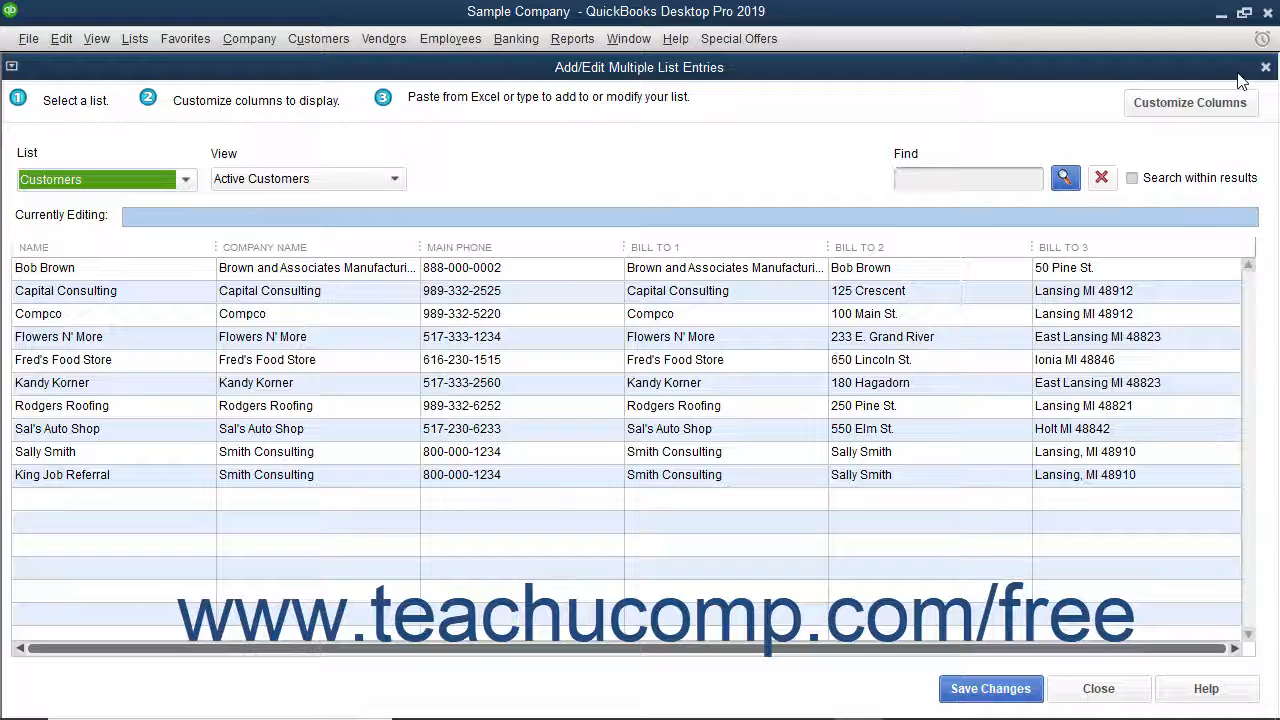 Sample Company - QuickBooks Desktop Pro 2019
File Edit View Lists Favorites Company Customers Vendors Employees Banking Reports Window Help Special Offers
Add/Edit Multiple List Entries
1 Select a list. 2 Customize columns to display. 3 Paste from Excel or type to add to or modify your list.
Customize Columns
List View Find
Customers Active Customers Search within results
Currently Editing:
NAME COMPANY NAME MAIN PHONE BILL TO 1 BILL TO 2 BILL TO 3
Bob Brown Brown and Associates Manufacturi... 888-000-0002 Brown and Associates Manufacturi... Bob Brown 50 Pine St.
Capital Consulting Capital Consulting 989-332-2525 Capital Consulting 125 Crescent Lansing MI 48912
Compco Compco 989-332-5220 Compco 100 Main St. Lansing MI 48912
Flowers N' More Flowers N' More 517-333-1234 Flowers N' More 233 E. Grand River East Lansing MI 48823
Fred's Food Store Fred's Food Store 616-230-1515 Fred's Food Store 650 Lincoln St. Ionia MI 48846
Kandy Korner Kandy Korner 517-333-2560 Kandy Korner 180 Hagadorn East Lansing MI 48823
Rodgers Roofing Rodgers Roofing 989-332-6252 Rodgers Roofing 250 Pine St. Lansing MI 48821
Sal's Auto Shop Sal's Auto Shop 517-230-6233 Sal's Auto Shop 550 Elm St. Holt MI 48842
Sally Smith Smith Consulting 800-000-1234 Smith Consulting Sally Smith Lansing, MI 48910
King Job Referral Smith Consulting 800-000-1234 Smith Consulting Sally Smith Lansing, MI 48910
www.teachucomp.com/free
Save Changes Close Help